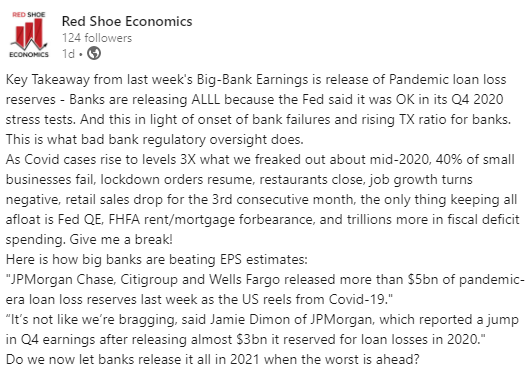 RED SHOE
ECONOMICS
Red Shoe Economics
124 followers
1d •
Key Takeaway from last week's Big-Bank Earnings is release of Pandemic loan loss
reserves - Banks are releasing ALLL because the Fed said it was OK in its Q4 2020
stress tests. And this in light of onset of bank failures and rising TX ratio for banks.
This is what bad bank regulatory oversight does.
As Covid cases rise to levels 3X what we freaked out about mid-2020, 40% of small
businesses fail, lockdown orders resume, restaurants close, job growth turns
negative, retail sales drop for the 3rd consecutive month, the only thing keeping all
afloat is Fed QE, FHFA rent/mortgage forbearance, and trillions more in fiscal deficit
spending. Give me a break!
Here is how big banks are beating EPS estimates:
"JPMorgan Chase, Citigroup and Wells Fargo released more than $5bn of pandemic-
era loan loss reserves last week as the US reels from Covid-19."
“It’s not like we’re bragging, said Jamie Dimon of JPMorgan, which reported a jump
in Q4 earnings after releasing almost $3bn it reserved for loan losses in 2020."
Do we now let banks release it all in 2021 when the worst is ahead?